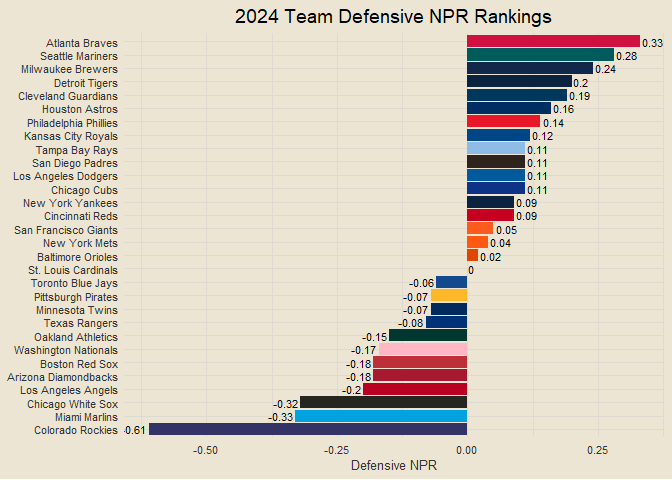 2024 Team Defensive NPR Rankings
Atlanta Braves 0.33
Seattle Mariners 0.28
Milwaukee Brewers 0.24
Detroit Tigers 0.2
Cleveland Guardians 0.19
Houston Astros 0.16
Philadelphia Phillies 0.14
Kansas City Royals 0.12
Tampa Bay Rays 0.11
San Diego Padres 0.11
Los Angeles Dodgers 0.11
Chicago Cubs 0.11
New York Yankees 0.09
Cincinnati Reds 0.09
San Francisco Giants 0.05
New York Mets 0.04
Baltimore Orioles 0.02
St. Louis Cardinals 0
Toronto Blue Jays -0.06
Pittsburgh Pirates -0.07
Minnesota Twins -0.07
Texas Rangers -0.08
Oakland Athletics -0.15
Washington Nationals -0.17
Boston Red Sox -0.18
Arizona Diamondbacks -0.18
Los Angeles Angels -0.2
Chicago White Sox -0.32
Miami Marlins -0.33
Colorado Rockies -0.61
-0.50 -0.25 0.00 0.25
Defensive NPR